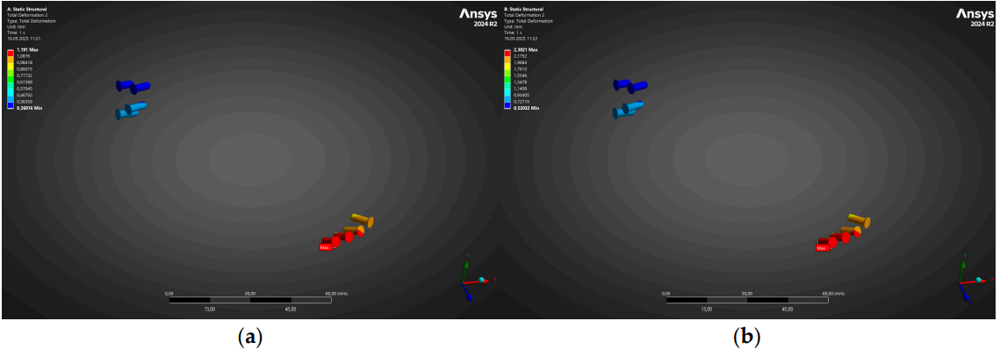 A: Static Structural
Total Deformation 2
Type: Total Deformation
Unit: mm
Time: 1 s
16.05.2025 11:21
1,191 Max
1,0876
0,98418
0,88075
0,77732
0,67389
0,57045
0,46702
0,36359
0,26016 Min
Ansys
2024 R2
Max
0,00
30,00
60,00 (mm)
15,00
45,00
B: Static Structural
Total Deformation 2
Type: Total Deformation
Unit: mm
Time: 1 s
16.05.2025 11:22
2,3821 Max
2,1752
1,9684
1,7615
1,5546
1,3478
1,1409
0,93405
0,72719
0,52032 Min
Ansys
2024 R2
Max
0,00
30,00
60,00 (mm)
15,00
45,00
(a)
(b)